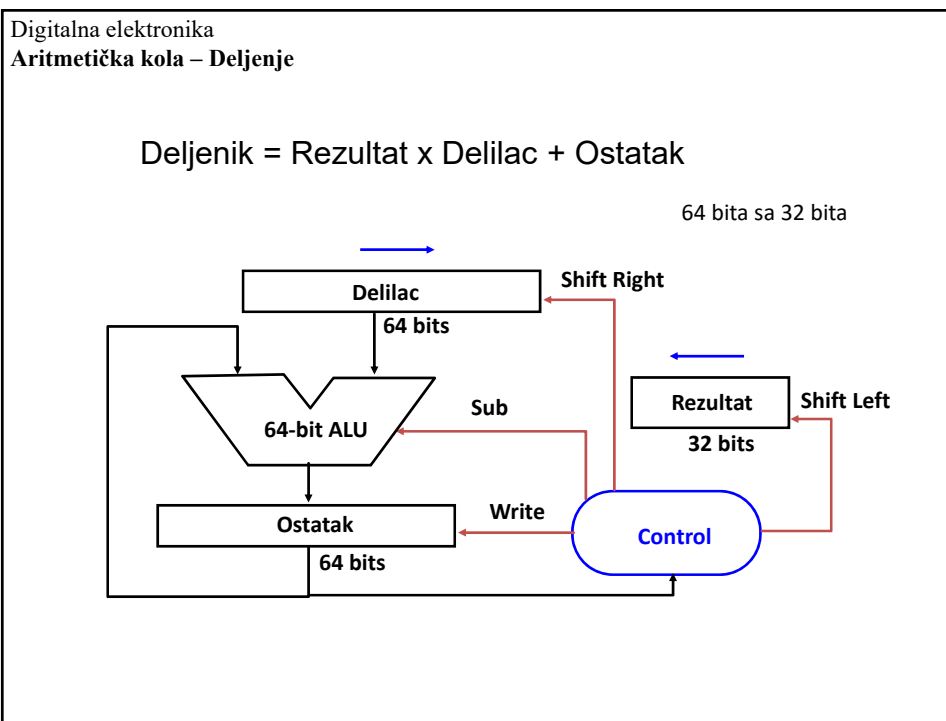 Digitalna elektronika
Aritmetička kola – Deljenje
Deljenik = Rezultat x Delilac + Ostatak
64 bita sa 32 bita
Delilac
Shift Right
64 bits
Rezultat
Shift Left
64-bit ALU
Sub
32 bits
Ostatak
Write
Control
64 bits